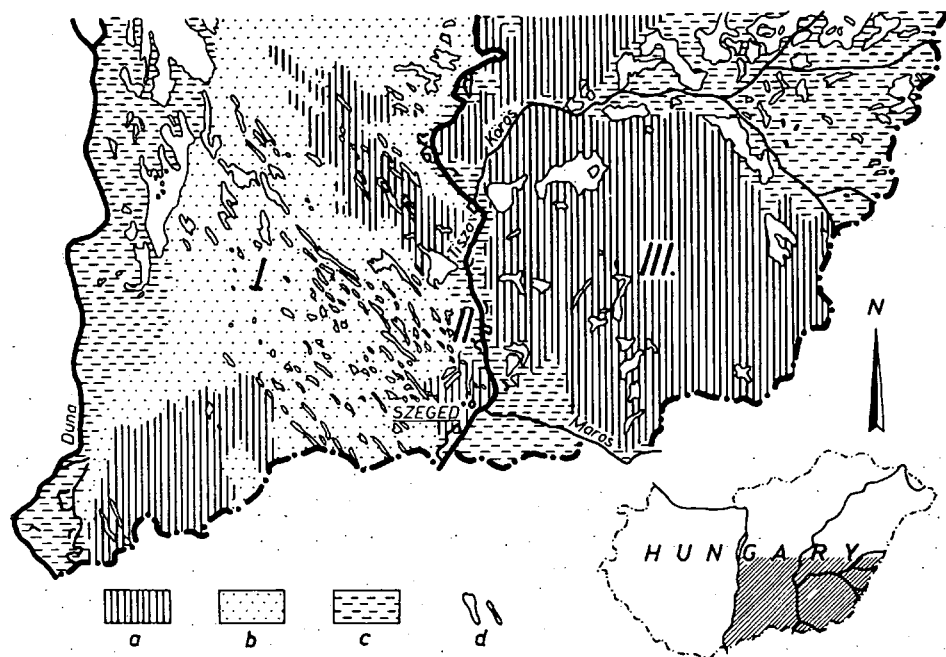 Körös
Tisza
I
II
III.
N
Duna
SZEGED
Maros
HUNGARY
a
b
c
d